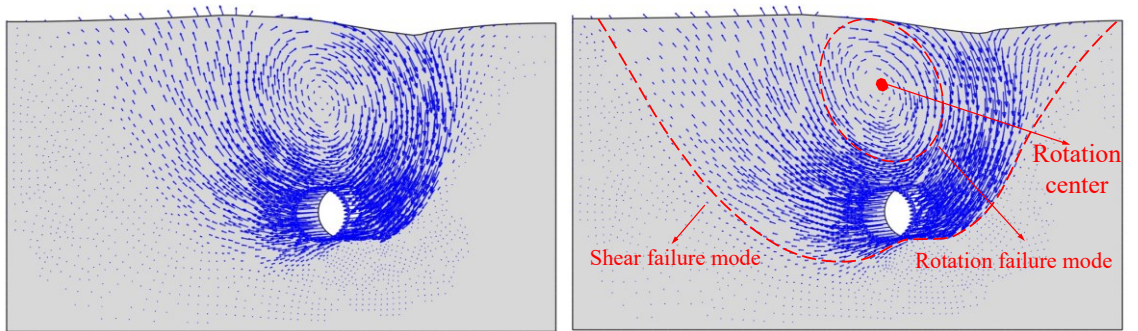 Rotation
center
Shear failure mode
Rotation failure mode